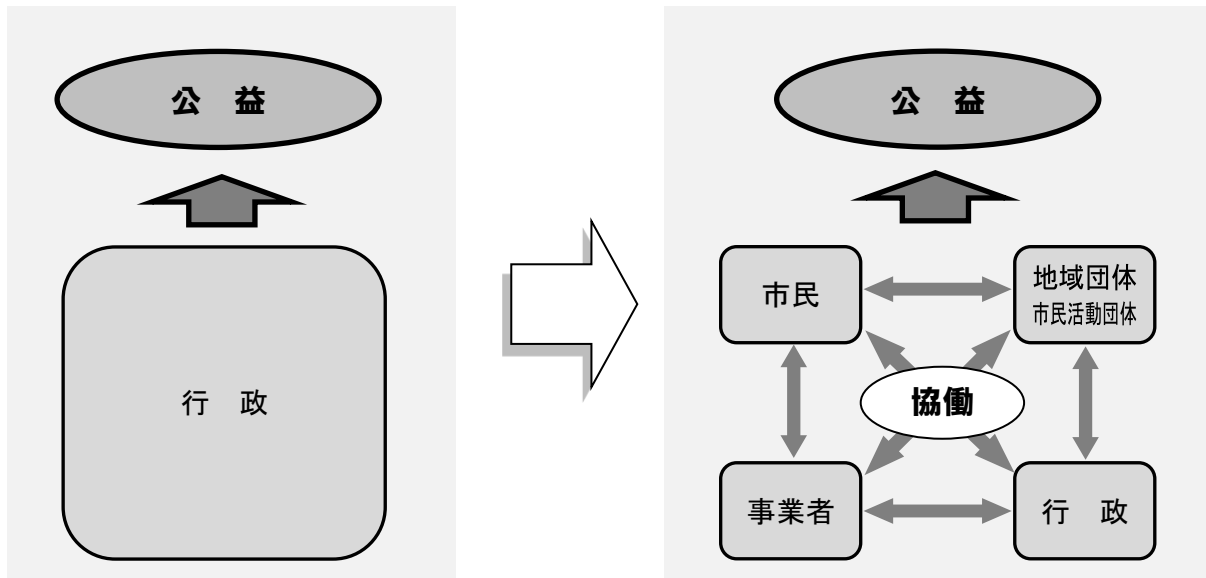 公　益
行　政
公　益
市民
地域団体
市民活動団体
協働
事業者
行　政